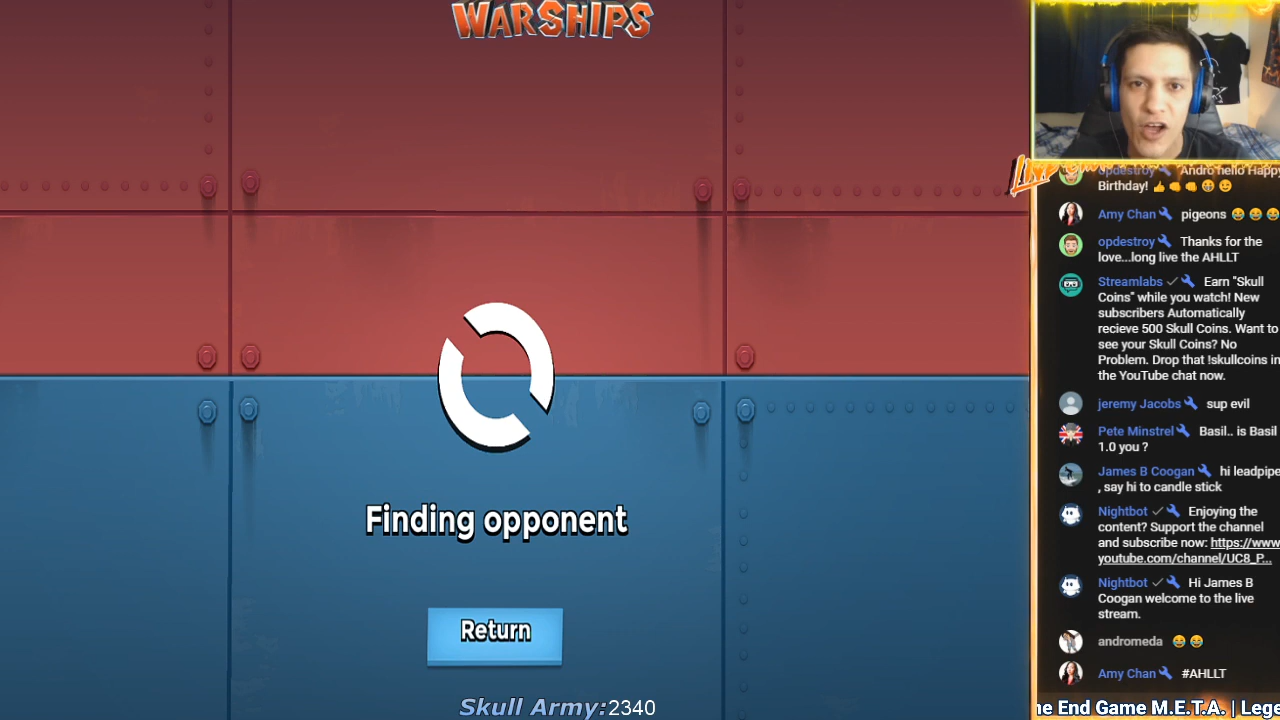 WARSHIPS
LIVE
opdestroy Andro hello Happy
Birthday! 👍👊👊😁😉
Amy Chan pigeons 😂😂😂
opdestroy Thanks for the
love...long live the AHLLT
Streamlabs Earn "Skull
Coins" while you watch! New
subscribers Automatically
recieve 500 Skull Coins. Want to
see your Skull Coins? No
Problem. Drop that !skullcoins in
the YouTube chat now.
jeremy Jacobs sup evil
Pete Minstrel Basil.. is Basil
1.0 you ?
James B Coogan hi leadpipe
, say hi to candle stick
Nightbot Enjoying the
content? Support the channel
and subscribe now: https://www
youtube.com/channel/UC8_P...
Nightbot Hi James B
Coogan welcome to the live
stream.
andromeda 😂😂
Amy Chan #AHLLT
Finding opponent
Return
Skull Army:2340
he End Game M.E.T.A. | Lege